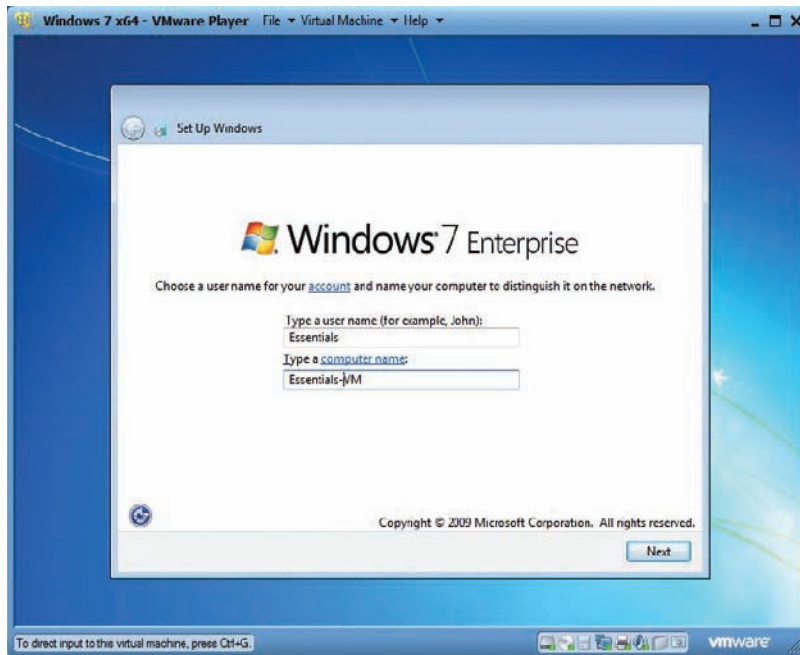 Windows 7 x64 - VMware Player File Virtual Machine Help
Set Up Windows
Windows 7 Enterprise
Choose a user name for your account and name your computer to distinguish it on the network.
Type a user name (for example, John):
Essentials
Type a computer name:
Essentials-VM
Copyright © 2009 Microsoft Corporation. All rights reserved.
Next
To direct input to this virtual machine, press Ctrl+G.
vmware